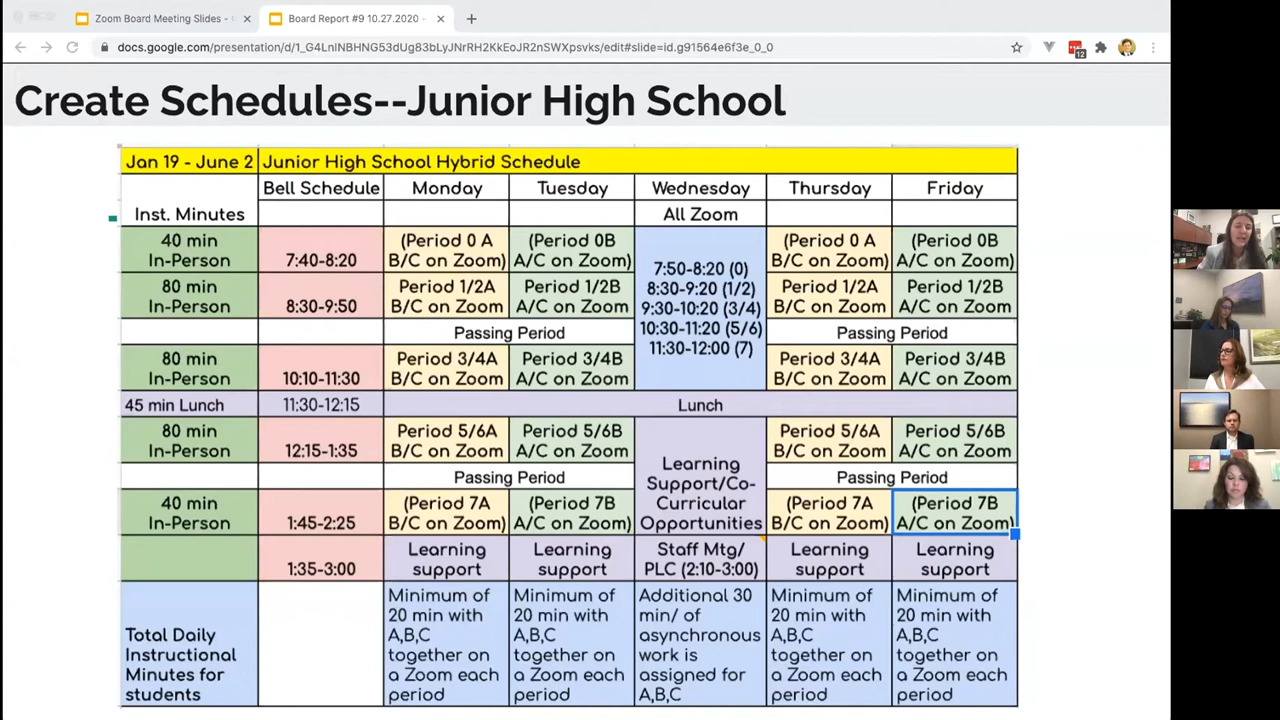 Zoom Board Meeting Slides -
Board Report #9 10.27.2020 -
docs.google.com/presentation/d/1_G4LnlNBHNG53dUg83bLyJNrRH2KkEoJR2nSWXpsvks/edit#slide=id.g91564e6f3e_0_0
12
Create Schedules--Junior High School
Jan 19 - June 2 Junior High School Hybrid Schedule
Bell Schedule Monday Tuesday Wednesday Thursday Friday
Inst. Minutes All Zoom
40 min (Period 0 A (Period 0B (Period 0 A (Period 0B
In-Person 7:40-8:20 B/C on Zoom) A/C on Zoom) B/C on Zoom) A/C on Zoom)
7:50-8:20 (0)
8:30-9:20 (1/2)
9:30-10:20 (3/4)
10:30-11:20 (5/6)
11:30-12:00 (7)
80 min Period 1/2A Period 1/2B Period 1/2A Period 1/2B
In-Person 8:30-9:50 B/C on Zoom A/C on Zoom B/C on Zoom A/C on Zoom
Passing Period Passing Period
80 min Period 3/4A Period 3/4B Period 3/4A Period 3/4B
In-Person 10:10-11:30 B/C on Zoom A/C on Zoom B/C on Zoom A/C on Zoom
45 min Lunch 11:30-12:15 Lunch
80 min Period 5/6A Period 5/6B Period 5/6A Period 5/6B
In-Person 12:15-1:35 B/C on Zoom A/C on Zoom B/C on Zoom A/C on Zoom
Learning
Support/Co-
Curricular
Opportunities
Passing Period Passing Period
40 min (Period 7A (Period 7B (Period 7A (Period 7B
In-Person 1:45-2:25 B/C on Zoom) A/C on Zoom) B/C on Zoom) A/C on Zoom)
Learning Learning Staff Mtg/ Learning Learning
1:35-3:00 support support PLC (2:10-3:00) support support
Total Daily
Instructional
Minutes for
students
Minimum of
20 min with
A,B,C
together on
a Zoom each
period
Minimum of
20 min with
A,B,C
together on
a Zoom each
period
Additional 30
min/ of
asynchronous
work is
assigned for
A,B,C
Minimum of
20 min with
A,B,C
together on
a Zoom each
period
Minimum of
20 min with
A,B,C
together on
a Zoom each
period